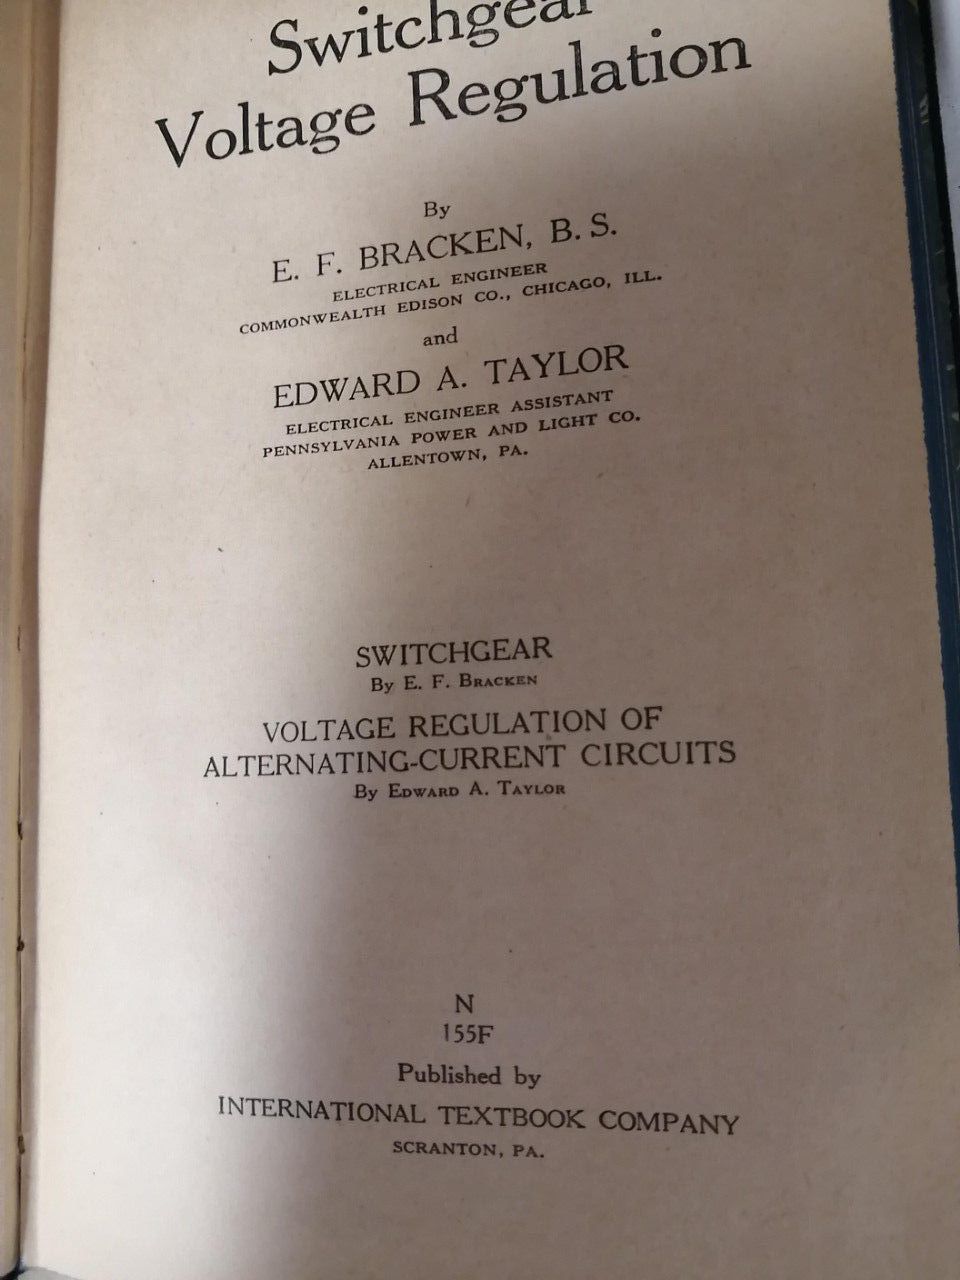 Switchgear
Voltage Regulation
By
E. F. BRACKEN, B. S.
ELECTRICAL ENGINEER
COMMONWEALTH EDISON CO., CHICAGO, ILL.
and
EDWARD A. TAYLOR
ELECTRICAL ENGINEER ASSISTANT
PENNSYLVANIA POWER AND LIGHT CO.
ALLENTOWN, PA.
SWITCHGEAR
By E. F. BRACKEN
VOLTAGE REGULATION OF
ALTERNATING-CURRENT CIRCUITS
By EDWARD A. TAYLOR
N
155F
Published by
INTERNATIONAL TEXTBOOK COMPANY
SCRANTON, PA.